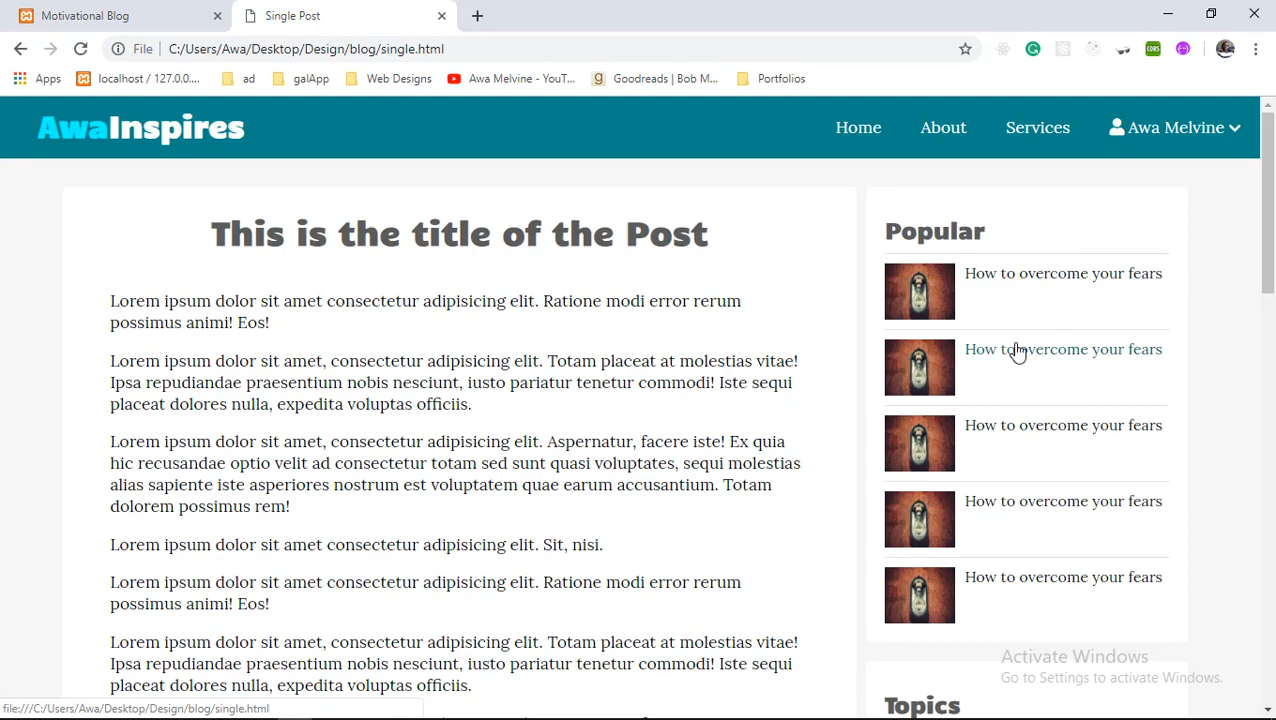 Motivational Blog
Single Post
File
C:/Users/Awa/Desktop/Design/blog/single.html
Apps
localhost / 127.0.0....
ad
galApp
Web Designs
Awa Melvine - YouT...
Goodreads | Bob M...
Portfolios
AwaInspires
Home
About
Services
Awa Melvine
This is the title of the Post
Lorem ipsum dolor sit amet consectetur adipisicing elit. Ratione modi error rerum
possimus animi! Eos!
Lorem ipsum dolor sit amet, consectetur adipisicing elit. Totam placeat at molestias vitae!
Ipsa repudiandae praesentium nobis nesciunt, iusto pariatur tenetur commodi! Iste sequi
placeat dolores nulla, expedita voluptas officiis.
Lorem ipsum dolor sit amet, consectetur adipisicing elit. Aspernatur, facere iste! Ex quia
hic recusandae optio velit ad consectetur totam sed sunt quasi voluptates, sequi molestias
alias sapiente iste asperiores nostrum est voluptatem quae earum accusantium. Totam
dolorem possimus rem!
Lorem ipsum dolor sit amet consectetur adipisicing elit. Sit, nisi.
Lorem ipsum dolor sit amet consectetur adipisicing elit. Ratione modi error rerum
possimus animi! Eos!
Lorem ipsum dolor sit amet, consectetur adipisicing elit. Totam placeat at molestias vitae!
Ipsa repudiandae praesentium nobis nesciunt, iusto pariatur tenetur commodi! Iste sequi
placeat dolores nulla, expedita voluptas officiis.
Popular
How to overcome your fears
How to overcome your fears
How to overcome your fears
How to overcome your fears
How to overcome your fears
Activate Windows
Go to Settings to activate Windows.
Topics
file:///C:/Users/Awa/Desktop/Design/blog/single.html